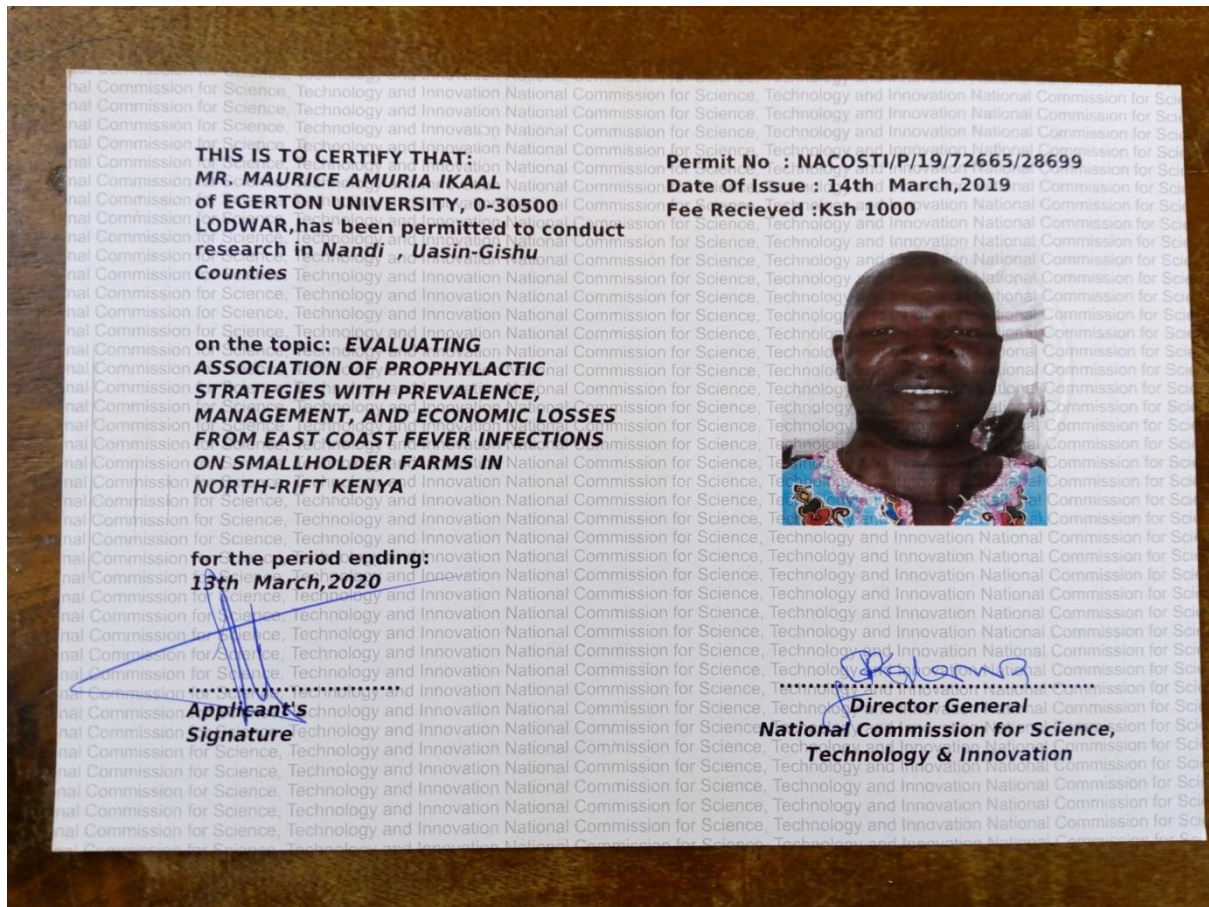 THIS IS TO CERTIFY THAT:
MR. MAURICE AMURIA IKAAL
of EGERTON UNIVERSITY, 0-30500
LODWAR,has been permitted to conduct
research in Nandi , Uasin-Gishu
Counties
on the topic: EVALUATING
ASSOCIATION OF PROPHYLACTIC
STRATEGIES WITH PREVALENCE,
MANAGEMENT, AND ECONOMIC LOSSES
FROM EAST COAST FEVER INFECTIONS
ON SMALLHOLDER FARMS IN
NORTH-RIFT KENYA
for the period ending:
13th March,2020
Applicant's
Signature
Permit No : NACOSTI/P/19/72665/28699
Date Of Issue : 14th March,2019
Fee Recieved :Ksh 1000
Director General
National Commission for Science,
Technology & Innovation